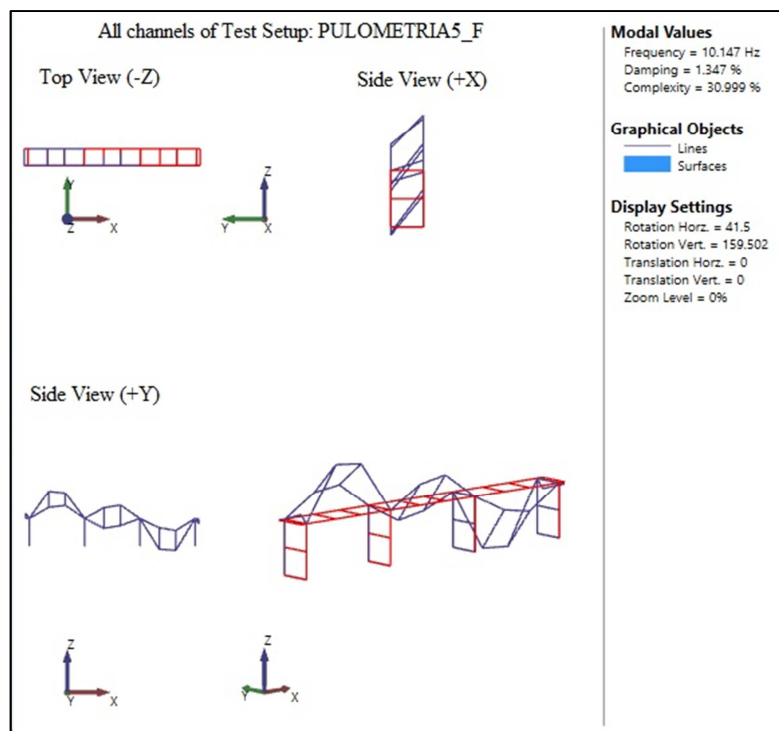 All channels of Test Setup: PULOMETRIA5_F
Top View (-Z)
Side View (+X)
Y
Z
X
Z
Y
X
Side View (+Y)
Z
Y
X
Z
Y
X
Modal Values
Frequency = 10.147 Hz
Damping = 1.347 %
Complexity = 30.999 %
Graphical Objects
Lines
Surfaces
Display Settings
Rotation Horz. = 41.5
Rotation Vert. = 159.502
Translation Horz. = 0
Translation Vert. = 0
Zoom Level = 0%